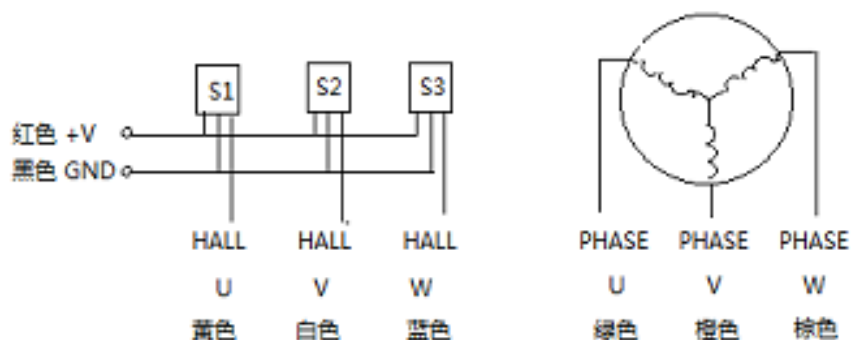 S1 S2 S3
红色 +V
黑色 GND
HALL HALL HALL PHASE PHASE PHASE
U V W U V W
黄色 白色 蓝色 绿色 橙色 棕色